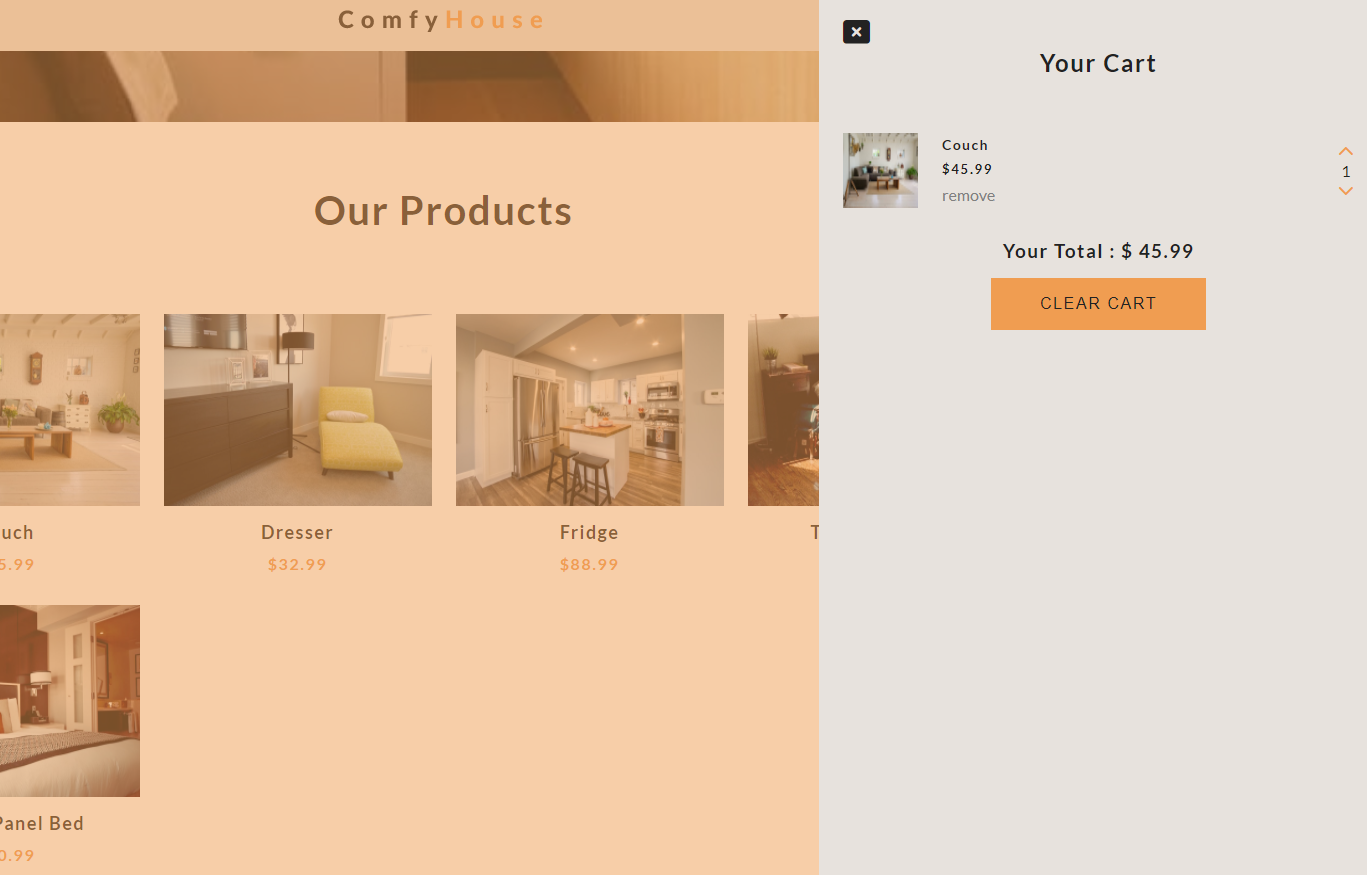 ComfyHouse
Your Cart
Couch
$45.99
remove
1
Your Total : $ 45.99
CLEAR CART
Our Products
uch
Dresser
Fridge
T
5.99
$32.99
$88.99
Panel Bed
0.99